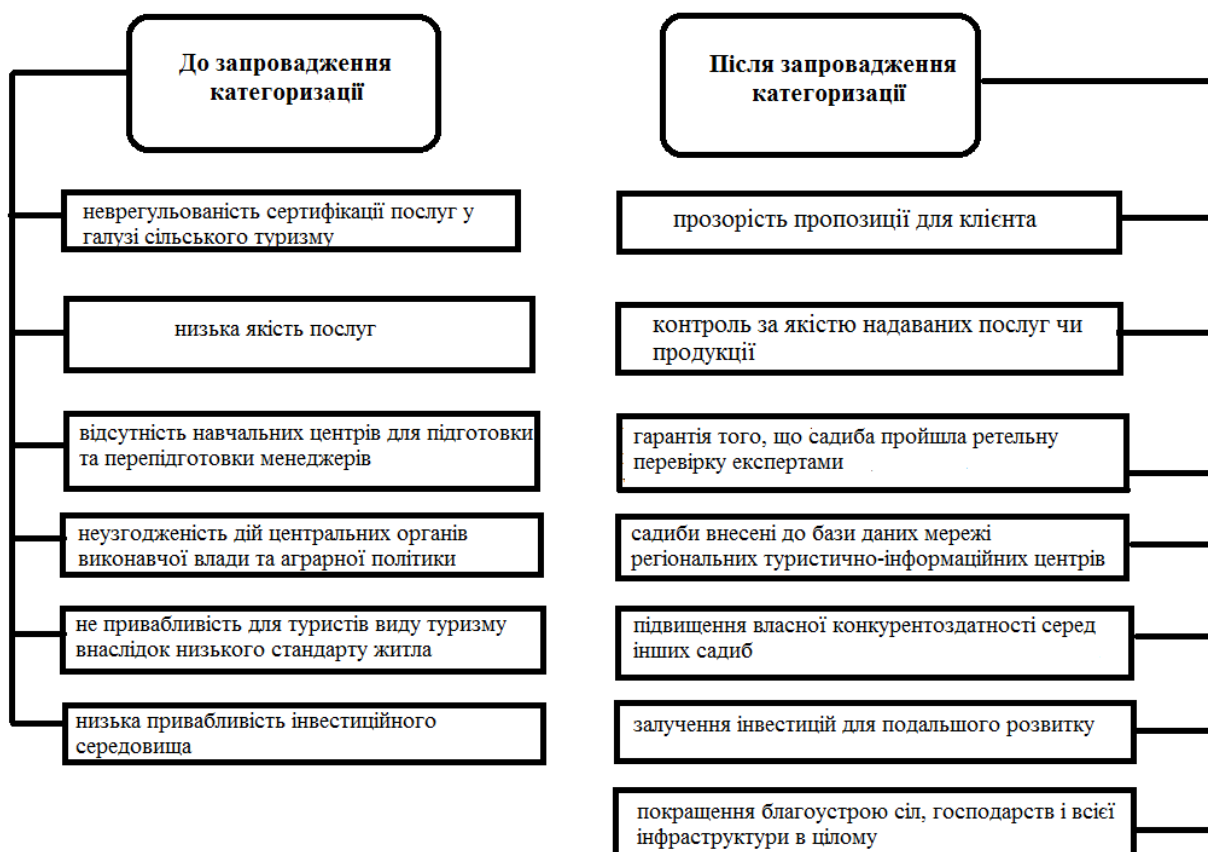 До запровадження
категоризації
неврегульованість сертифікації послуг у
галузі сільського туризму
низька якість послуг
відсутність навчальних центрів для підготовки
та перепідготовки менеджерів
неузгодженість дій центральних органів
виконавчої влади та аграрної політики
не привабливість для туристів виду туризму
внаслідок низького стандарту житла
низька привабливість інвестиційного
середовища
Після запровадження
категоризації
прозорість пропозиції для клієнта
контроль за якістю надаваних послуг чи
продукції
гарантія того, що садиба пройшла ретельну
перевірку експертами
садиби внесені до бази даних мережі
регіональних туристично-інформаційних центрів
підвищення власної конкурентоздатності серед
інших садиб
залучення інвестицій для подальшого розвитку
покращення благоустрою сіл, господарств і всієї
інфраструктури в цілому